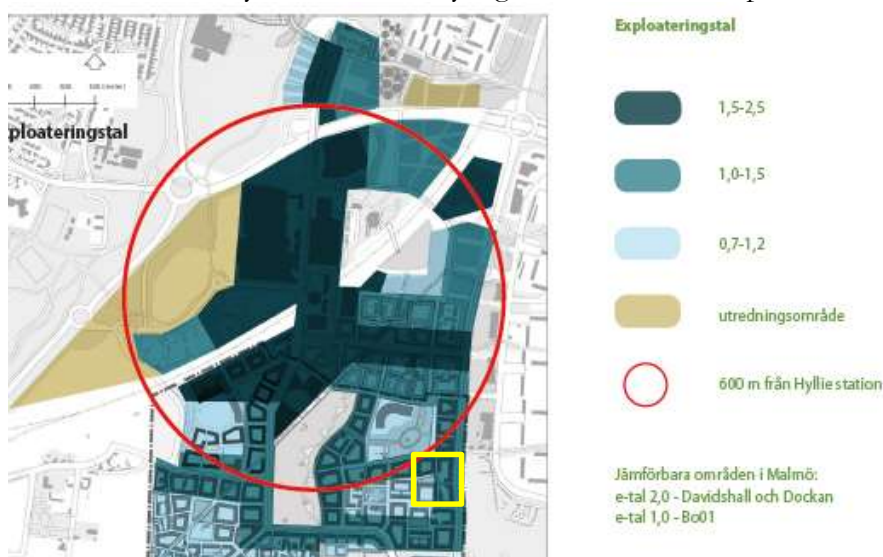 ploateringstal
Exploateringstal
1,5-2,5
1,0-1,5
0,7-1,2
utredningsområde
600 m från Hyllie station
Jämförbara områden i Malmö:
e-tal 2,0 - Davidshall och Dockan
e-tal 1,0 - Bo01